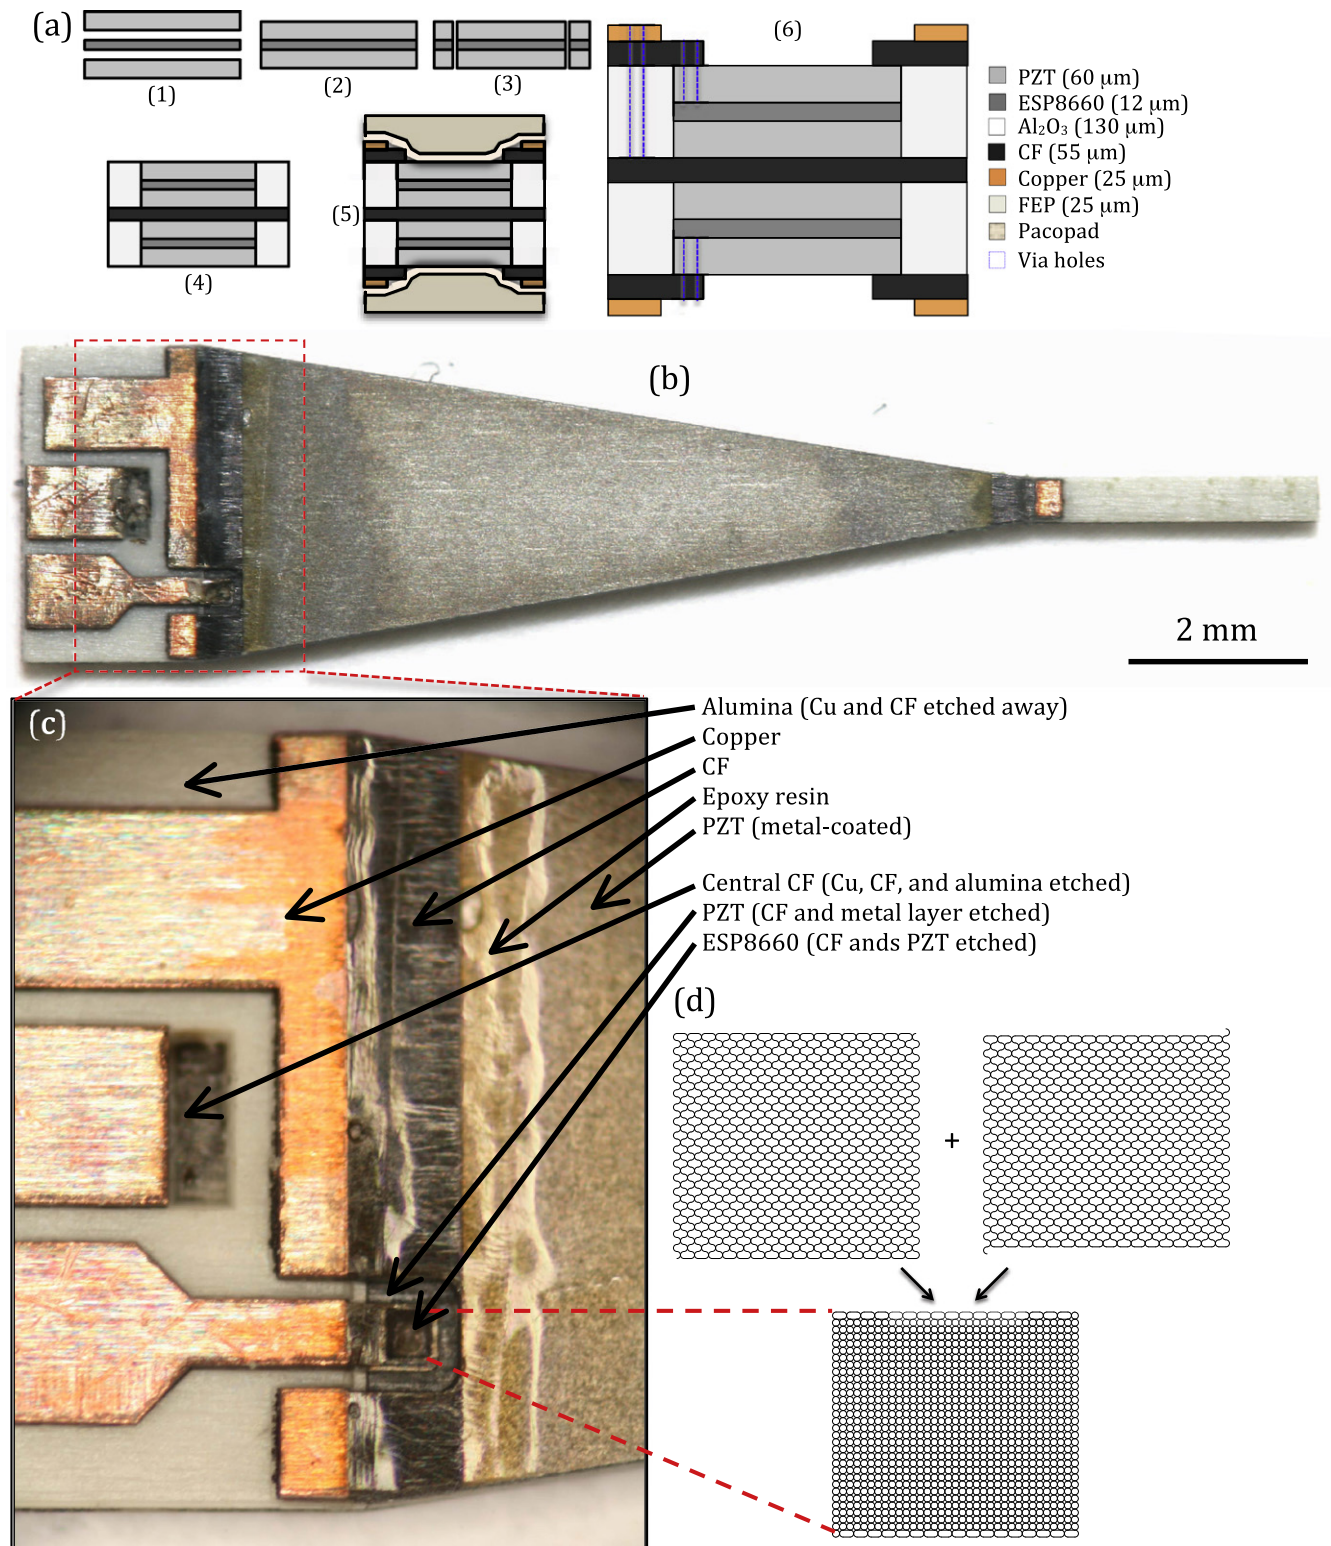 (a)
(1)
(2)
(3)
(4)
(5)
(6)
PZT (60 μm)
ESP8660 (12 μm)
Al₂O₃ (130 μm)
CF (55 μm)
Copper (25 μm)
FEP (25 μm)
Pacopad
Via holes
(b)
2 mm
(c)
Alumina (Cu and CF etched away)
Copper
CF
Epoxy resin
PZT (metal-coated)
Central CF (Cu, CF, and alumina etched)
PZT (CF and metal layer etched)
ESP8660 (CF ands PZT etched)
(d)
+